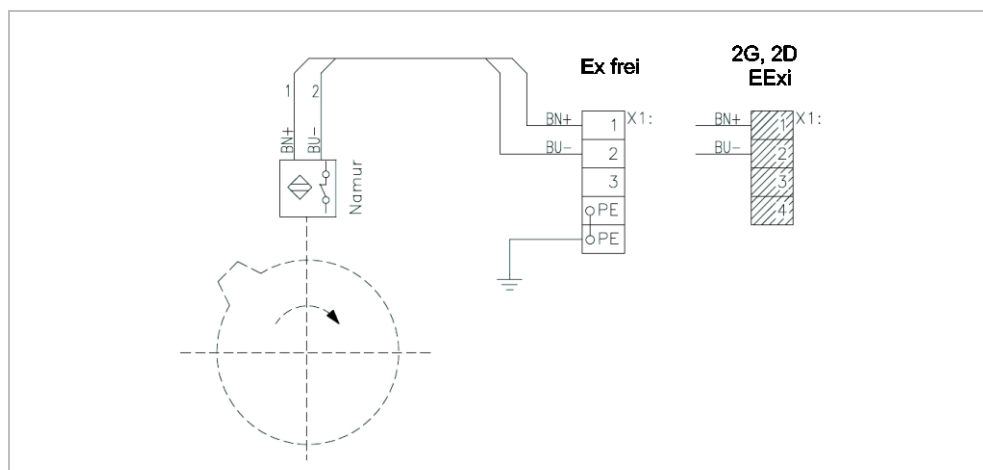 Ex frei
2G, 2D
EExi
1
2
BN+
BU-
Namur
BN+
BU-
1
2
3
PE
PE
X1:
BN+
BU-
1
2
3
4
X1: